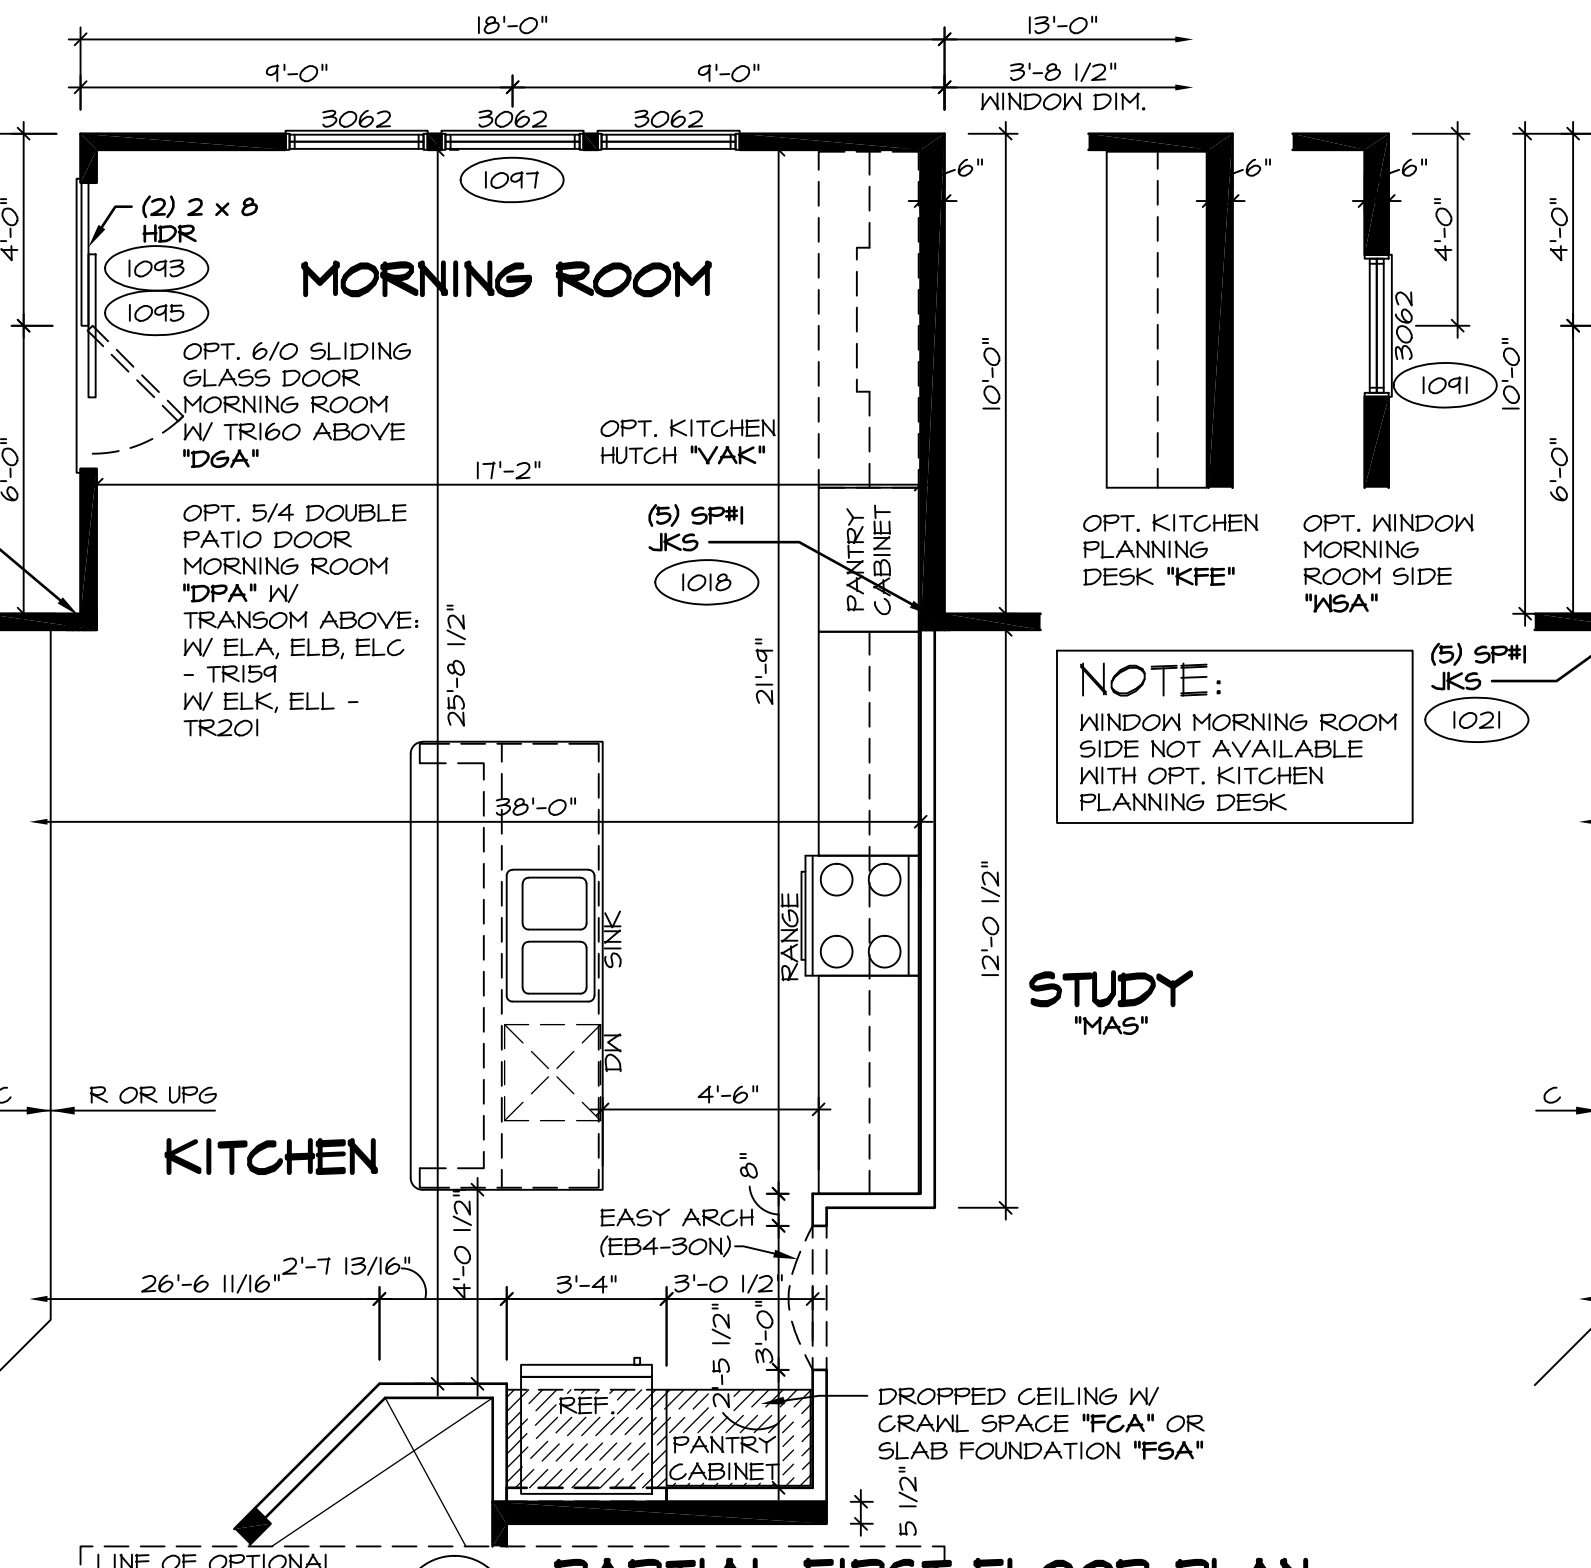 18'-0"
13'-0"
9'-0"
9'-0"
3'-8 1/2"
WINDOW DIM.
3062
3062
3062
1097
6"
6"
6"
(2) 2 x 8
HDR
1093
1095
4'-0"
4'-0"
4'-0"
MORNING ROOM
OPT. 6/0 SLIDING
GLASS DOOR
MORNING ROOM
W/ TR160 ABOVE
"DGA"
10'-0"
3062
1091
10'-0"
6'-0"
6'-0"
OPT. KITCHEN
HUTCH "VAK"
17'-2"
OPT. 5/4 DOUBLE
PATIO DOOR
MORNING ROOM
"DPA" W/
TRANSOM ABOVE:
W/ ELA, ELB, ELC
- TR159
W/ ELK, ELL -
TR201
(5) SP#1
JKS
1018
PANTRY
CABINET
OPT. KITCHEN
PLANNING
DESK "KFE"
OPT. WINDOW
MORNING
ROOM SIDE
"WSA"
25'-8 1/2"
21'-9"
NOTE:
WINDOW MORNING ROOM
SIDE NOT AVAILABLE
WITH OPT. KITCHEN
PLANNING DESK
(5) SP#1
JKS
1021
38'-0"
SINK
RANGE
12'-0 1/2"
STUDY
"MAS"
DW
C
R OR UPG
4'-6"
C
KITCHEN
8"
4'-0 1/2"
EASY ARCH
(EB4-30N)
26'-6 11/16"
2'-7 13/16"
3'-4"
3'-0 1/2"
2'-5 1/2"
3'-0"
REF.
PANTRY
CABINET
DROPPED CEILING W/
CRAWL SPACE "FCA" OR
SLAB FOUNDATION "FSA"
5 1/2"
LINE OF OPTIONAL
PARTIAL FIRST FLOOR PLAN